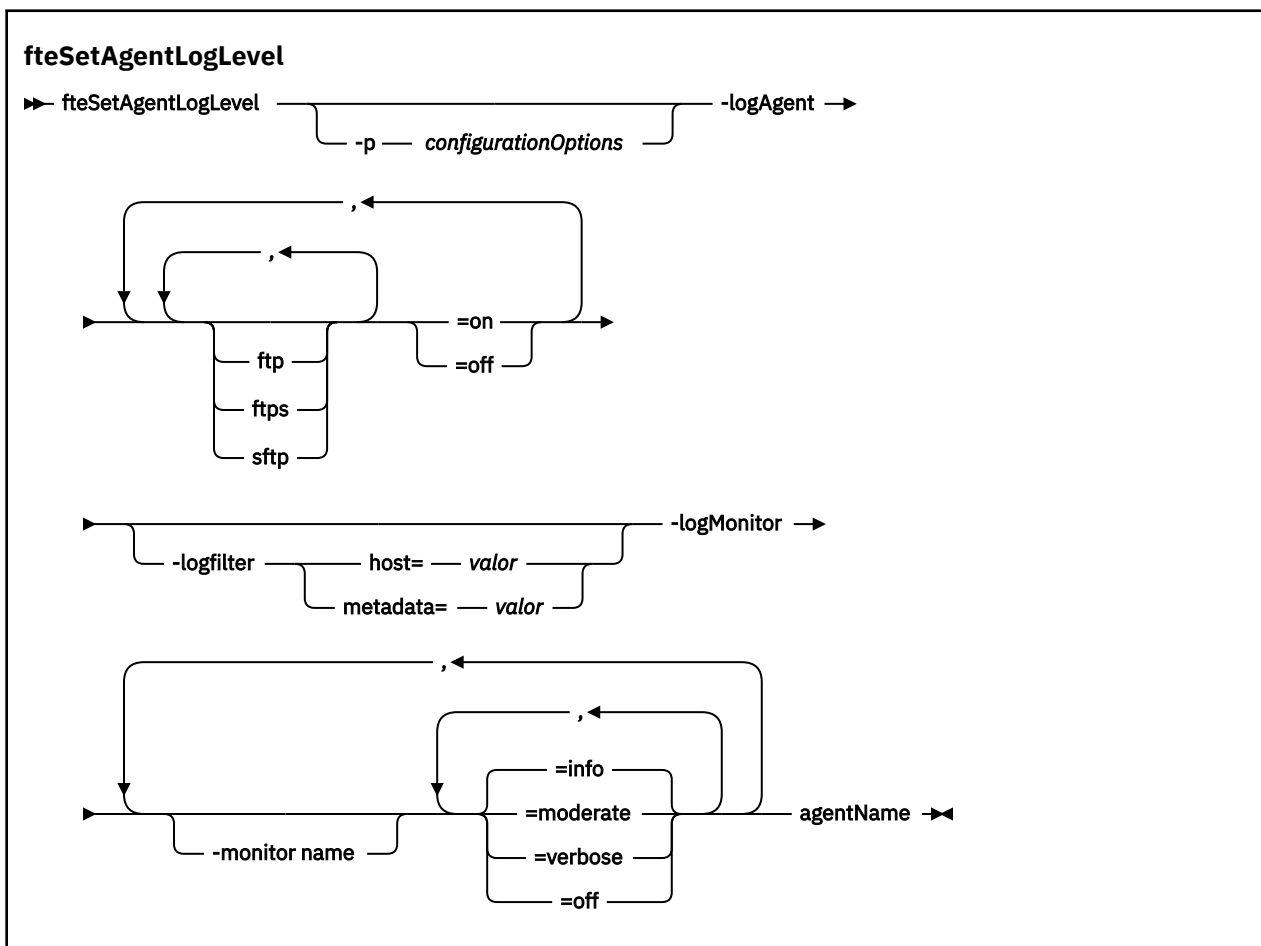 fteSetAgentLogLevel
fteSetAgentLogLevel -logAgent
-p configurationOptions
,
,
=on
ftp =off
ftps
sftp
-logMonitor
-logfilter host= valor
metadata= valor
,
,
=info
=moderate agentName
-monitor name =verbose
=off